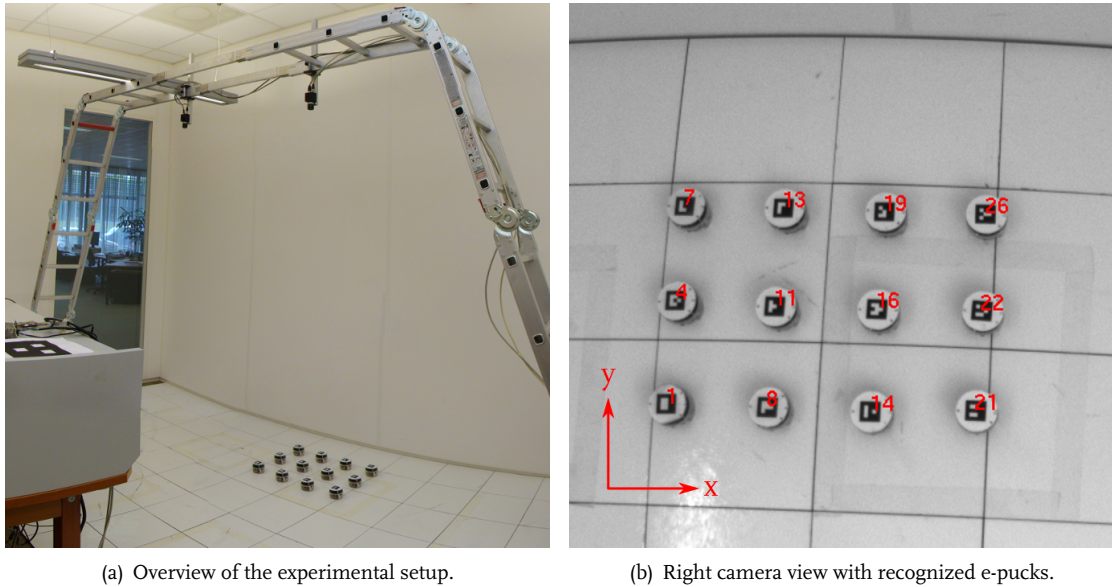 7 13 19 26
4 11 16 22
1 8 14 21
y
x
(a) Overview of the experimental setup.
(b) Right camera view with recognized e-pucks.